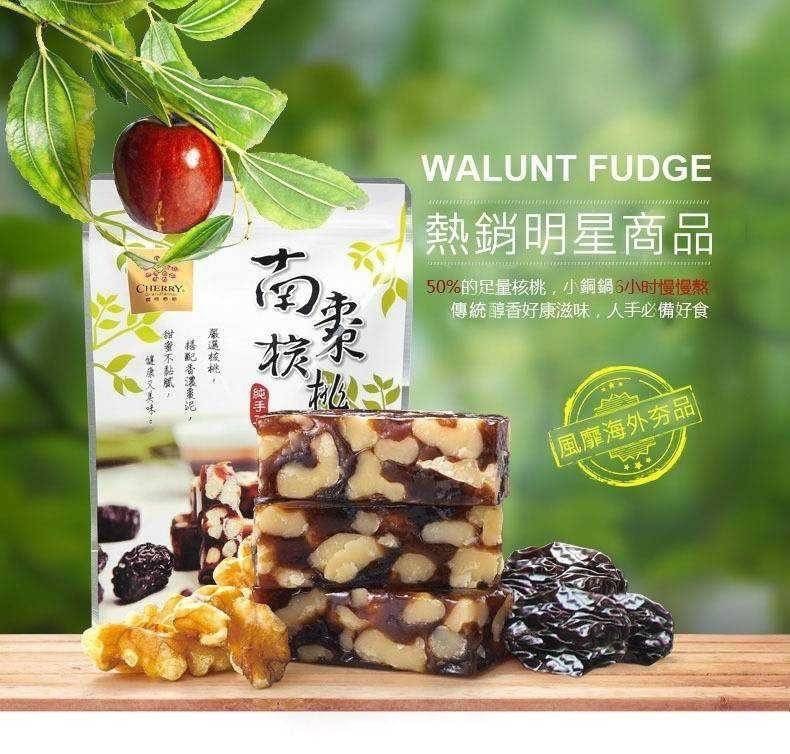 WALUNT FUDGE
熱銷明星商品
50%的足量核桃，小銅鍋6小时慢慢熬
傳統醇香好康滋味，人手必備好食
風靡海外夯品
CHERRY
南棗核桃
純手
嚴選核桃，
搭配香濃棗泥，
甜蜜不黏膩，
健康又美味。